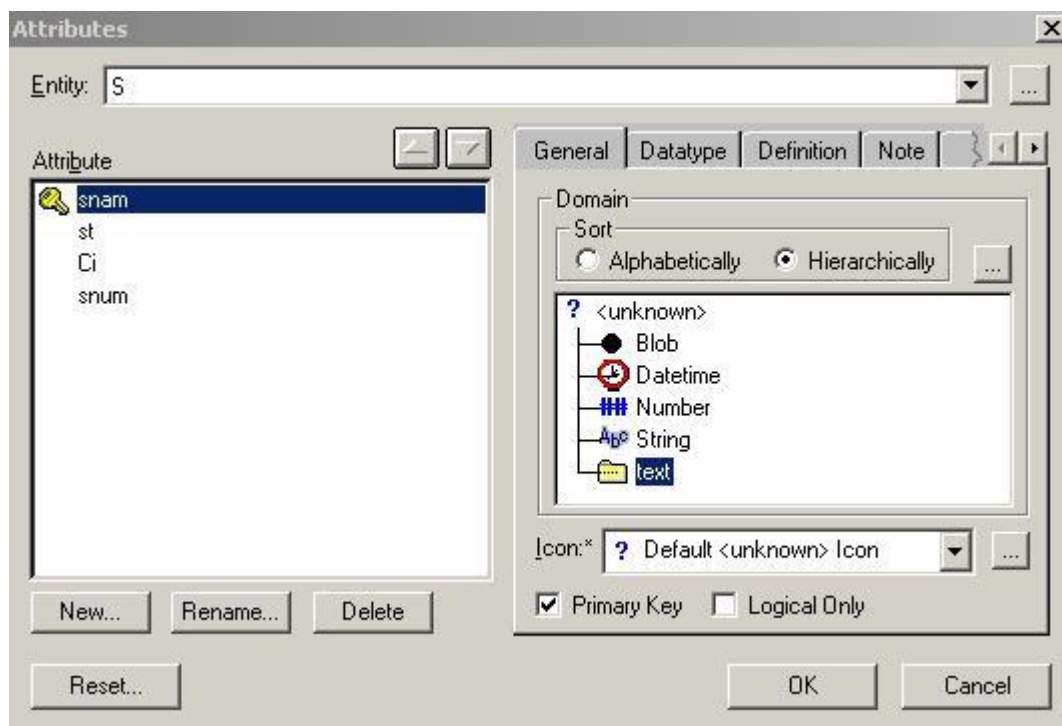 Attributes
Entity: S ...
Attribute
snam
st
Ci
snum
New... Rename... Delete
Reset...
General Datatype Definition Note
Domain
Sort
Alphabetically Hierarchically ...
? <unknown>
Blob
Datetime
## Number
Abc String
text
Icon:* ? Default <unknown> Icon ...
Primary Key Logical Only
OK Cancel